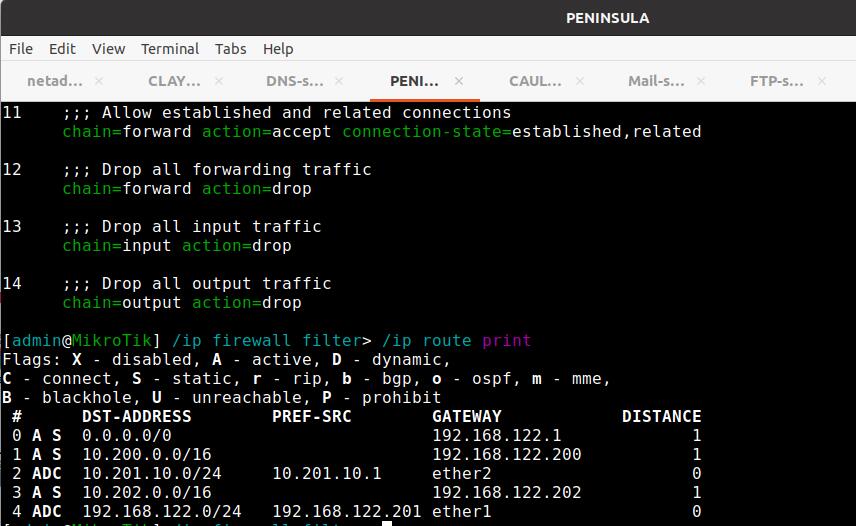 PENINSULA
File Edit View Terminal Tabs Help
netad... × CLAY... × DNS-s... × PENI... × CAUL... × Mail-s... × FTP-s... ×
11 ;;; Allow established and related connections
chain=forward action=accept connection-state=established,related
12 ;;; Drop all forwarding traffic
chain=forward action=drop
13 ;;; Drop all input traffic
chain=input action=drop
14 ;;; Drop all output traffic
chain=output action=drop
[admin@MikroTik] /ip firewall filter> /ip route print
Flags: X - disabled, A - active, D - dynamic,
C - connect, S - static, r - rip, b - bgp, o - ospf, m - mme,
B - blackhole, U - unreachable, P - prohibit
# DST-ADDRESS PREF-SRC GATEWAY DISTANCE
0 A S 0.0.0.0/0 192.168.122.1 1
1 A S 10.200.0.0/16 192.168.122.200 1
2 ADC 10.201.10.0/24 10.201.10.1 ether2 0
3 A S 10.202.0.0/16 192.168.122.202 1
4 ADC 192.168.122.0/24 192.168.122.201 ether1 0